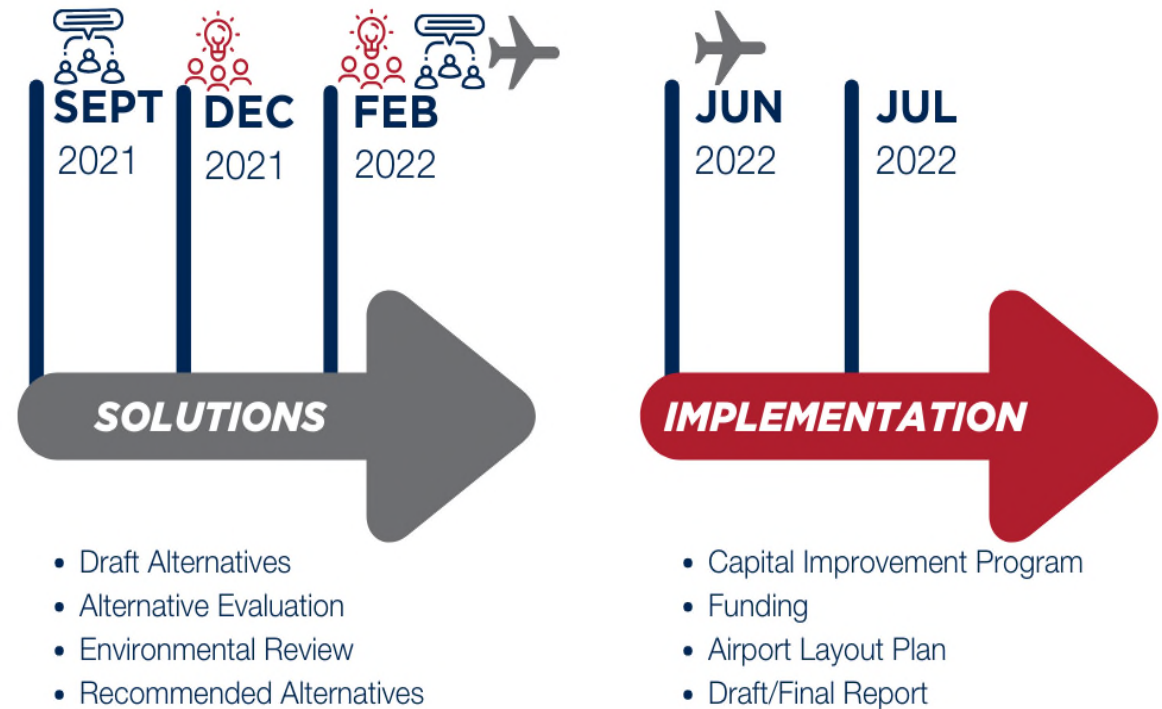 SEPT
2021
DEC
2021
FEB
2022
JUN
2022
JUL
2022
SOLUTIONS
IMPLEMENTATION
• Draft Alternatives
• Alternative Evaluation
• Environmental Review
• Recommended Alternatives
• Capital Improvement Program
• Funding
• Airport Layout Plan
• Draft/Final Report